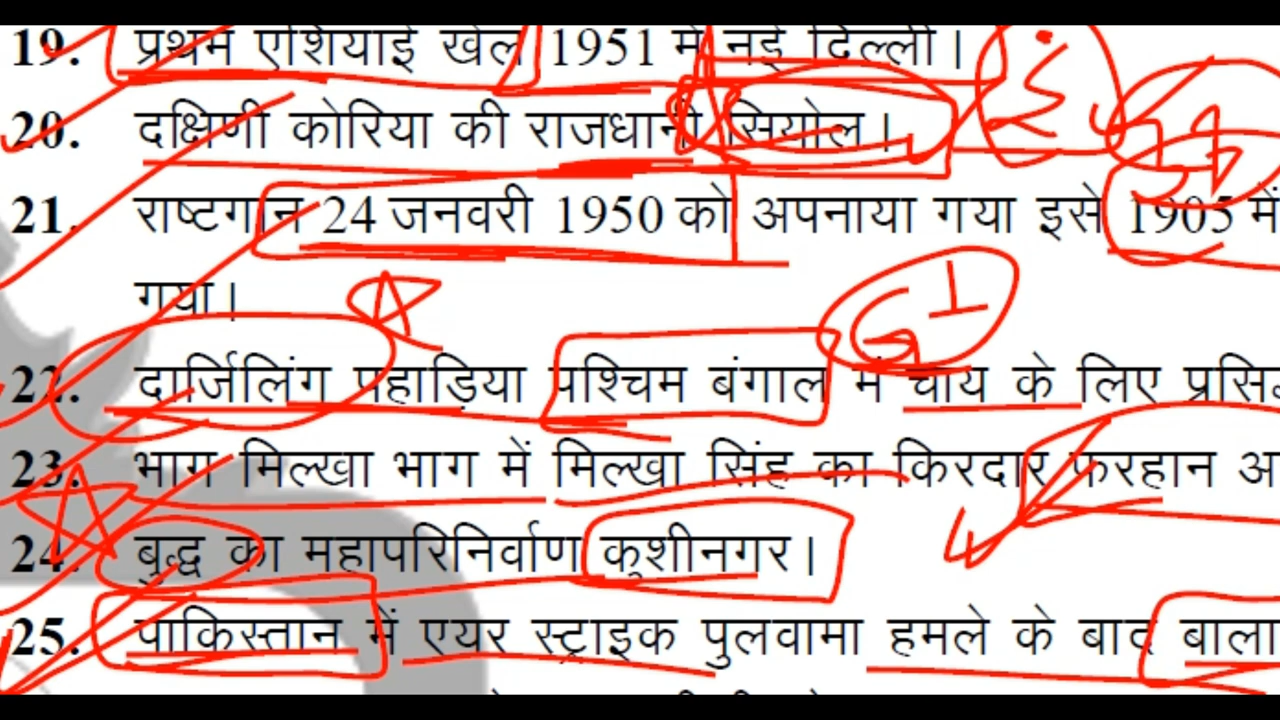 19. प्रथम एशियाई खेल 1951 में नई दिल्ली।
20. दक्षिणी कोरिया की राजधानी सियोल।
21. राष्टगान 24 जनवरी 1950 को अपनाया गया इसे 1905 में
गया।
GI
22. दार्जिलिंग पहाड़िया पश्चिम बंगाल में चाय के लिए
23. भाग मिल्खा भाग में मिल्खा सिंह का किरदार फरहान
24. बुद्ध का महापरिनिर्वाण कुशीनगर।
25. पाकिस्तान में एयर स्ट्राइक पुलवामा हमले के बाद बाला